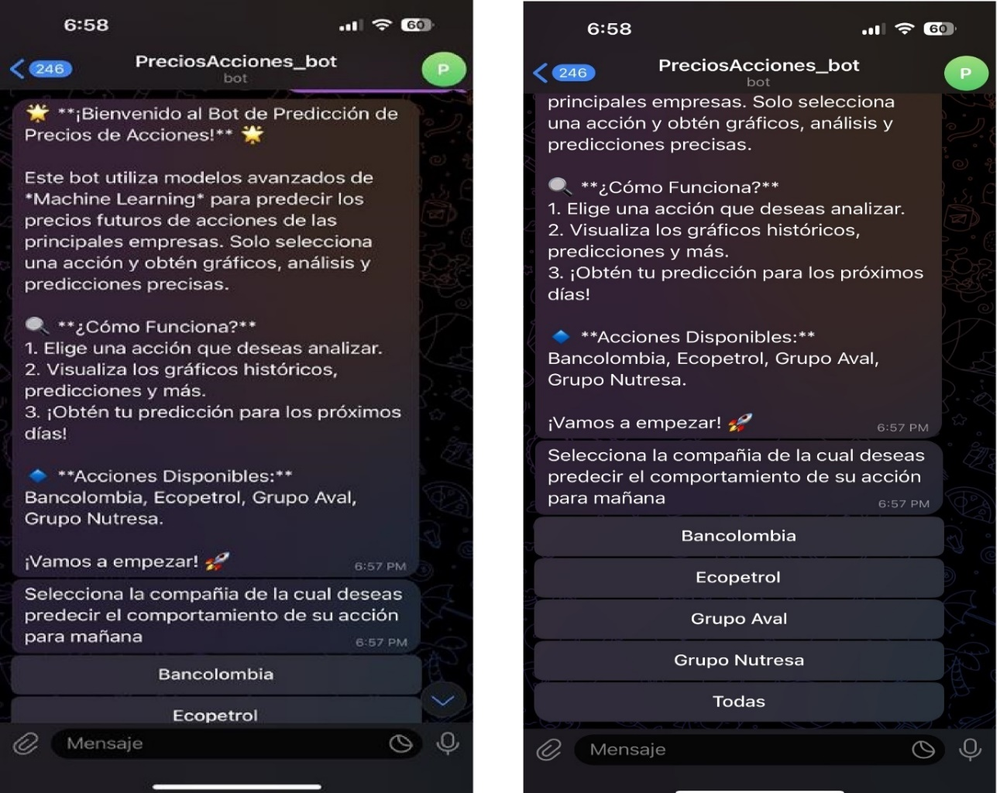 6:58
60
246
PreciosAcciones_bot
bot
P
🌟 **¡Bienvenido al Bot de Predicción de
Precios de Acciones!** 🌟
Este bot utiliza modelos avanzados de
*Machine Learning* para predecir los
precios futuros de acciones de las
principales empresas. Solo selecciona
una acción y obtén gráficos, análisis y
predicciones precisas.
🔍 **¿Cómo Funciona?**
1. Elige una acción que deseas analizar.
2. Visualiza los gráficos históricos,
predicciones y más.
3. ¡Obtén tu predicción para los próximos
días!
🔹 **Acciones Disponibles:**
Bancolombia, Ecopetrol, Grupo Aval,
Grupo Nutresa.
¡Vamos a empezar! 🚀
6:57 PM
Selecciona la compañia de la cual deseas
predecir el comportamiento de su acción
para mañana
6:57 PM
Bancolombia
Ecopetrol
Mensaje
6:58
60
246
PreciosAcciones_bot
bot
P
principales empresas. Solo selecciona
una acción y obtén gráficos, análisis y
predicciones precisas.
🔍 **¿Cómo Funciona?**
1. Elige una acción que deseas analizar.
2. Visualiza los gráficos históricos,
predicciones y más.
3. ¡Obtén tu predicción para los próximos
días!
🔹 **Acciones Disponibles:**
Bancolombia, Ecopetrol, Grupo Aval,
Grupo Nutresa.
¡Vamos a empezar! 🚀
6:57 PM
Selecciona la compañia de la cual deseas
predecir el comportamiento de su acción
para mañana
6:57 PM
Bancolombia
Ecopetrol
Grupo Aval
Grupo Nutresa
Todas
Mensaje